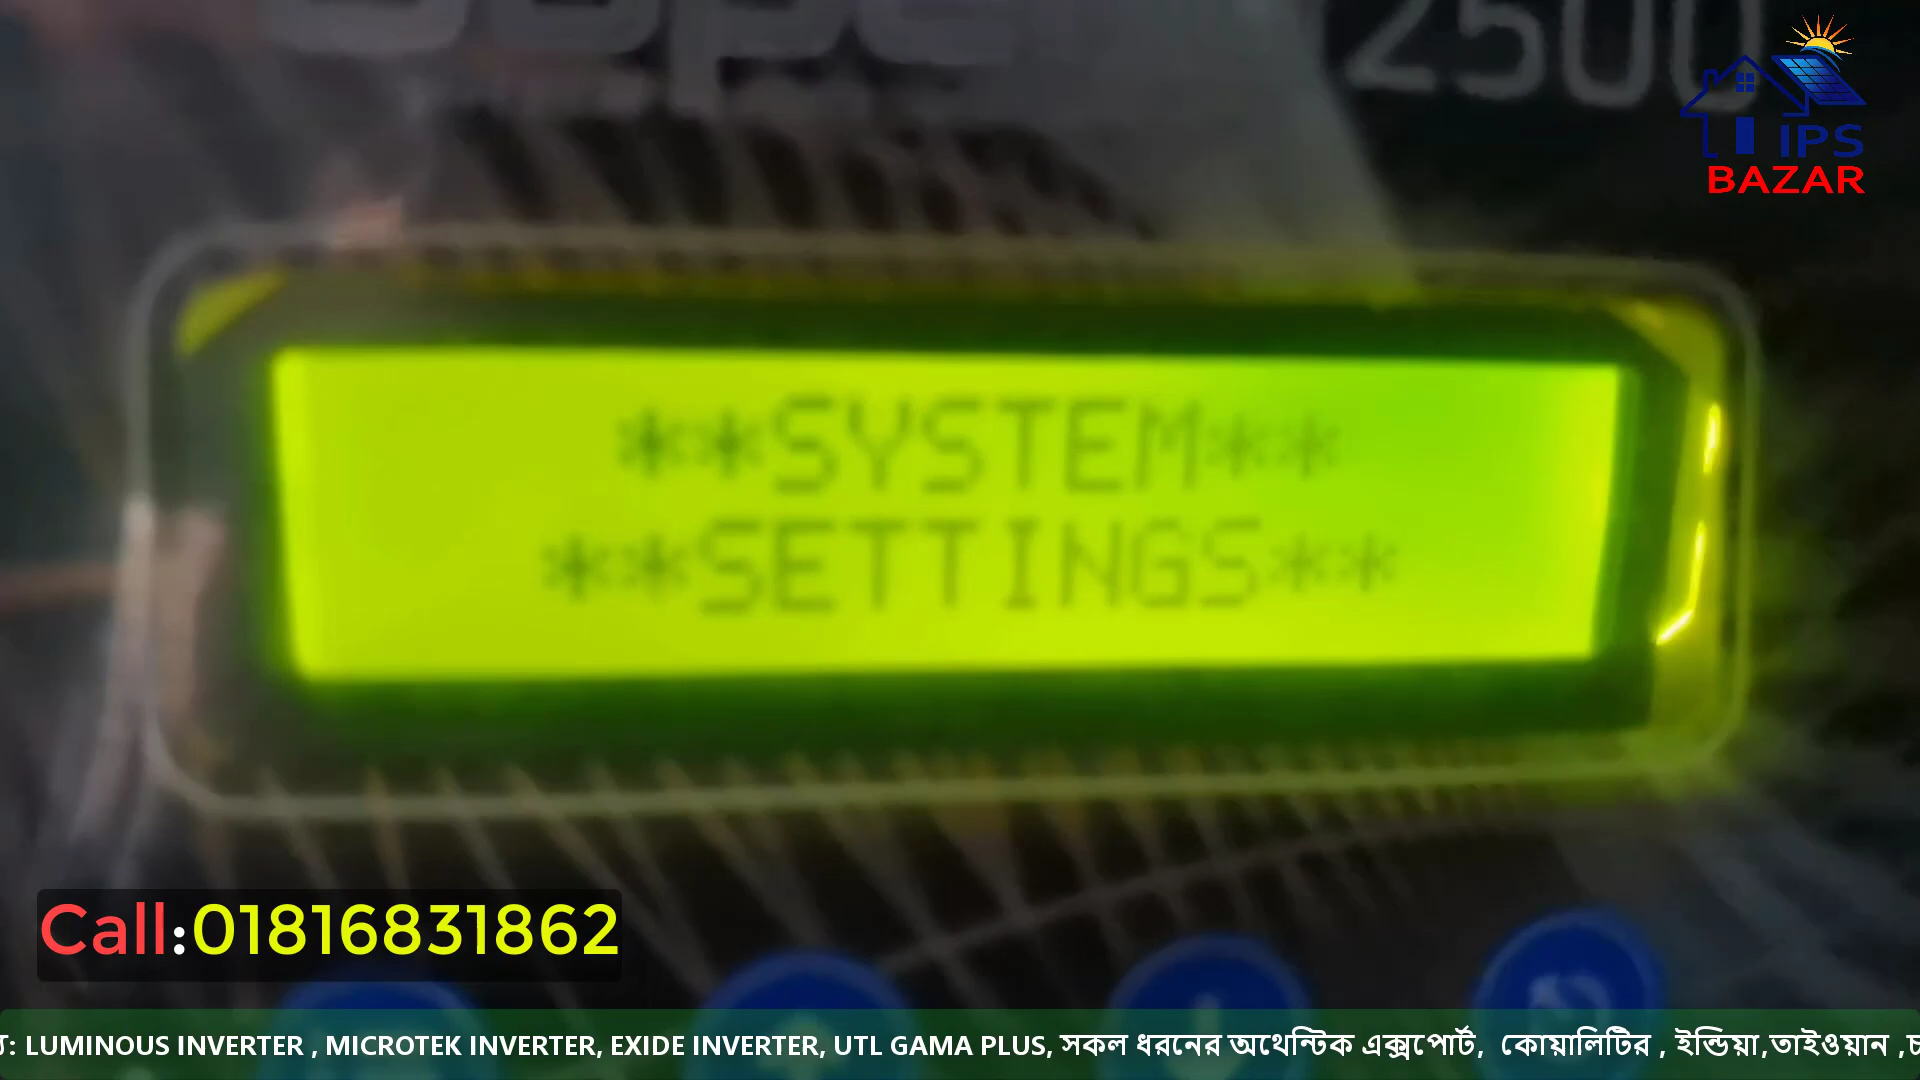 2500
IPS
BAZAR
**SYSTEM**
**SETTINGS**
Call:01816831862
: LUMINOUS INVERTER , MICROTEK INVERTER, EXIDE INVERTER, UTL GAMA PLUS, সকল ধরনের অথেন্টিক এক্সপোর্ট, কোয়ালিটির , ইন্ডিয়া,তাইওয়ান ,